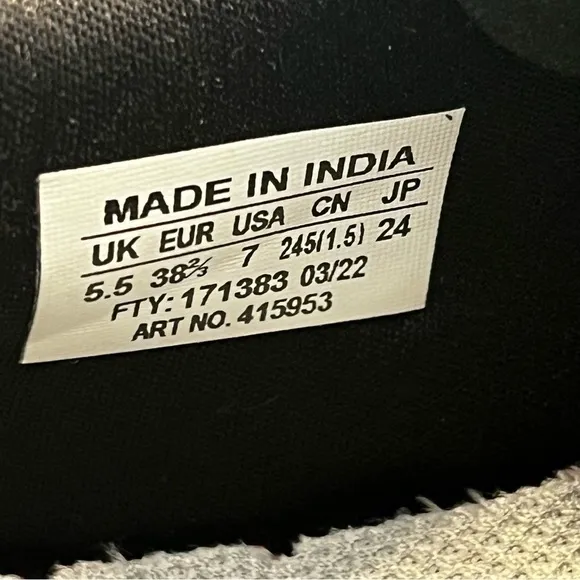 MADE IN INDIA
UK EUR USA CN JP
5.5 38⅔ 7 245(1.5) 24
FTY: 171383 03/22
ART NO. 415953